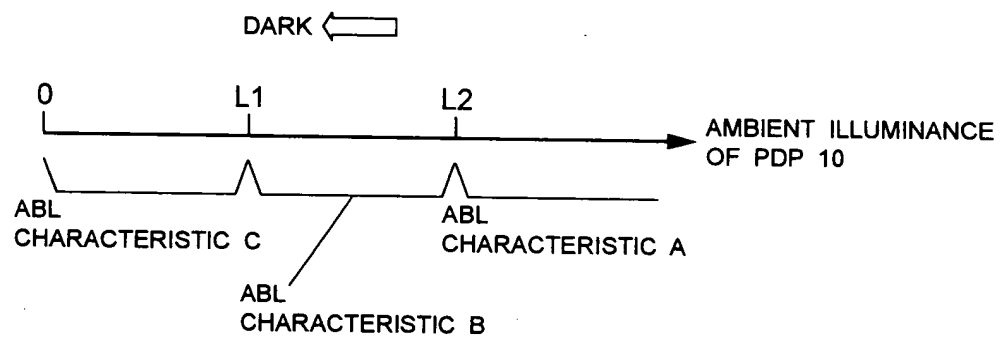 DARK
0
L1
L2
AMBIENT ILLUMINANCE
OF PDP 10
ABL
CHARACTERISTIC C
ABL
CHARACTERISTIC A
ABL
CHARACTERISTIC B